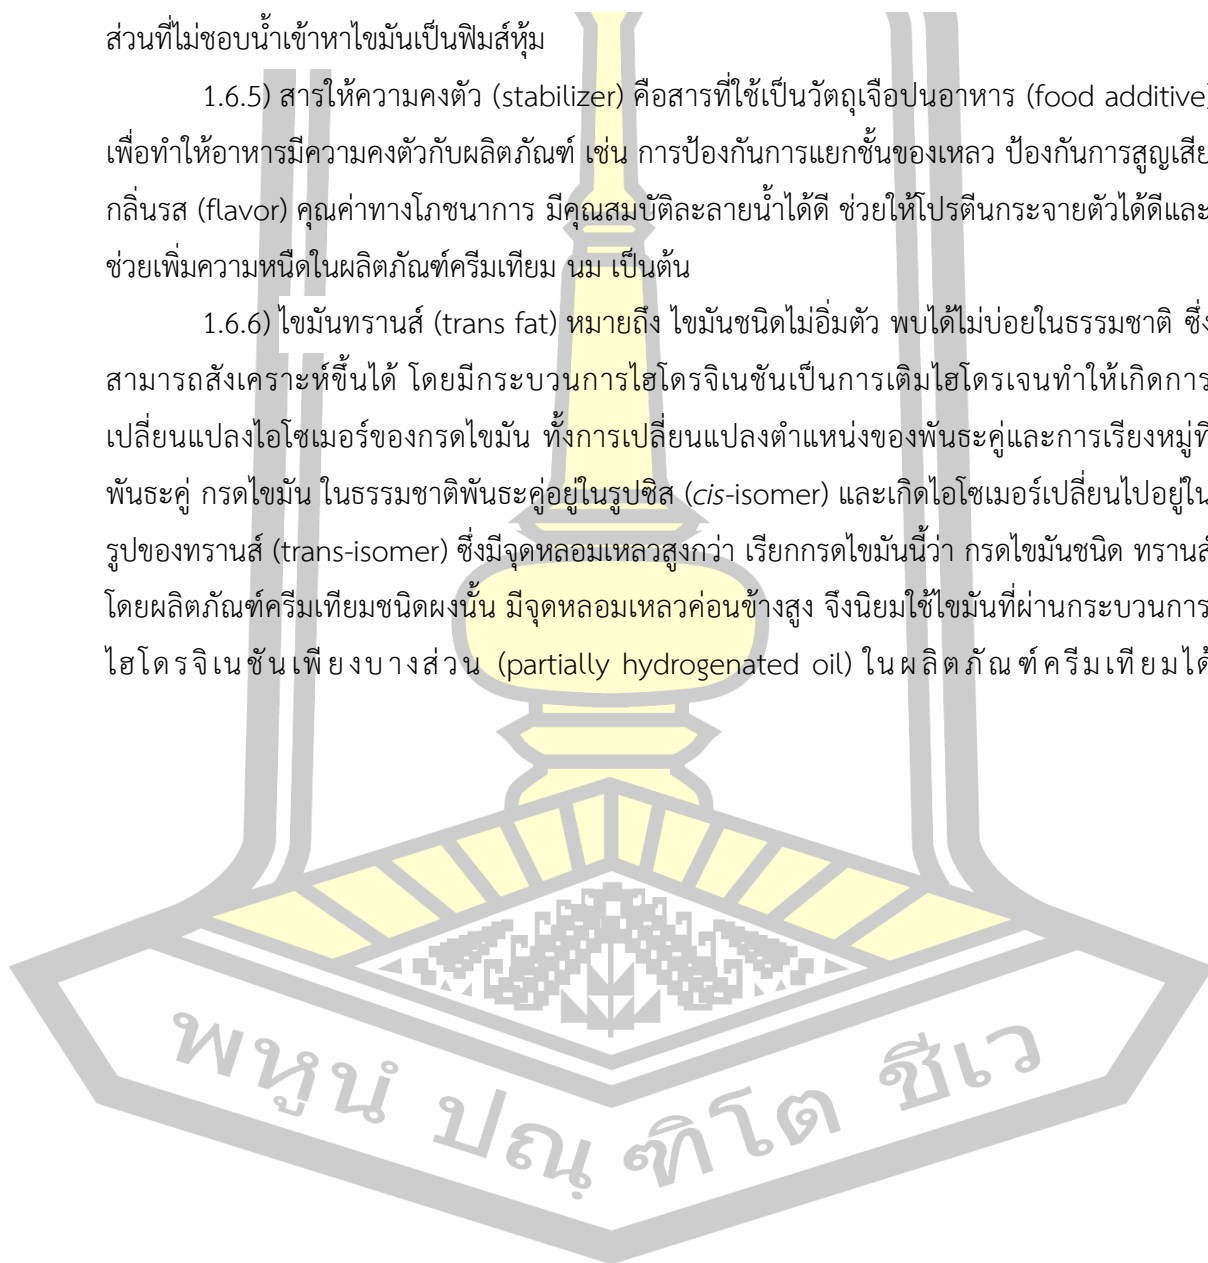 ส่วนที่ไม่ชอบน้ำเข้าหาไขมันเป็นฟิมส์หุ้ม
1.6.5) สารให้ความคงตัว (stabilizer) คือสารที่ใช้เป็นวัตถุเจือปนอาหาร (food additive)
เพื่อทำให้อาหารมีความคงตัวกับผลิตภัณฑ์ เช่น การป้องกันการแยกชั้นของเหลว ป้องกันการสูญเสีย
กลิ่นรส (flavor) คุณค่าทางโภชนาการ มีคุณสมบัติละลายน้ำได้ดี ช่วยให้โปรตีนกระจายตัวได้ดีและ
ช่วยเพิ่มความหนืดในผลิตภัณฑ์ครีมเทียม นม เป็นต้น
1.6.6) ไขมันทรานส์ (trans fat) หมายถึง ไขมันชนิดไม่อิ่มตัว พบได้ไม่บ่อยในธรรมชาติ ซึ่ง
สามารถสังเคราะห์ขึ้นได้ โดยมีกระบวนการไฮโดรจิเนชันเป็นการเติมไฮโดรเจนทำให้เกิดการ
เปลี่ยนแปลงไอโซเมอร์ของกรดไขมัน ทั้งการเปลี่ยนแปลงตำแหน่งของพันธะคู่และการเรียงหมู่ที่
พันธะคู่ กรดไขมัน ในธรรมชาติพันธะคู่อยู่ในรูปซิส (cis-isomer) และเกิดไอโซเมอร์เปลี่ยนไปอยู่ใน
รูปของทรานส์ (trans-isomer) ซึ่งมีจุดหลอมเหลวสูงกว่า เรียกกรดไขมันนี้ว่า กรดไขมันชนิด ทรานส์
โดยผลิตภัณฑ์ครีมเทียมชนิดผงนั้น มีจุดหลอมเหลวค่อนข้างสูง จึงนิยมใช้ไขมันที่ผ่านกระบวนการ
ไฮโดรจิเนชันเพียงบางส่วน (partially hydrogenated oil) ในผลิตภัณฑ์ครีมเทียมได้
พหูนํ ปณฺ ฑิโต ชีเว